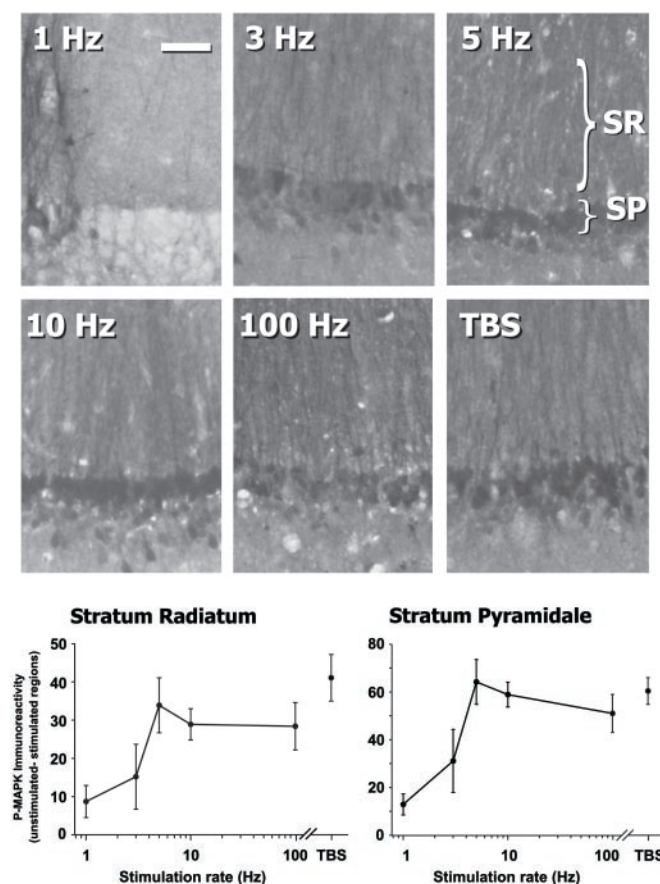 1 Hz
3 Hz
5 Hz
SR
SP
10 Hz
100 Hz
TBS
Stratum Radiatum
Stratum Pyramidale
P-MAPK Immunoreactivity
(unstimulated- stimulated regions)
50
40
30
20
10
0
1
10
100
TBS
Stimulation rate (Hz)
80
60
40
20
0
1
10
100
TBS
Stimulation rate (Hz)